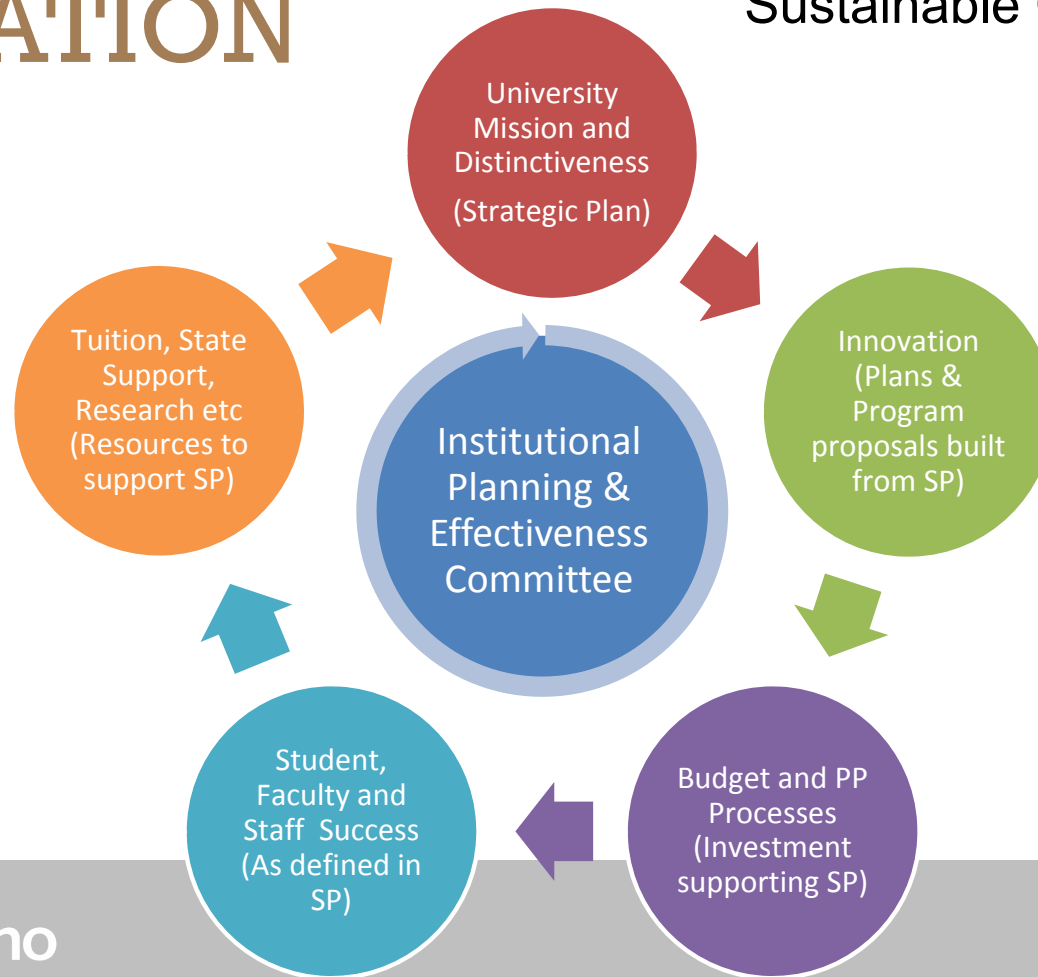 ATION
Sustainable
University
Mission and
Distinctiveness
(Strategic Plan)
Tuition, State
Support,
Research etc
(Resources to
support SP)
Innovation
(Plans &
Program
proposals built
from SP)
Institutional
Planning &
Effectiveness
Committee
Student,
Faculty and
Staff Success
(As defined in
SP)
Budget and PP
Processes
(Investment
supporting SP)
no